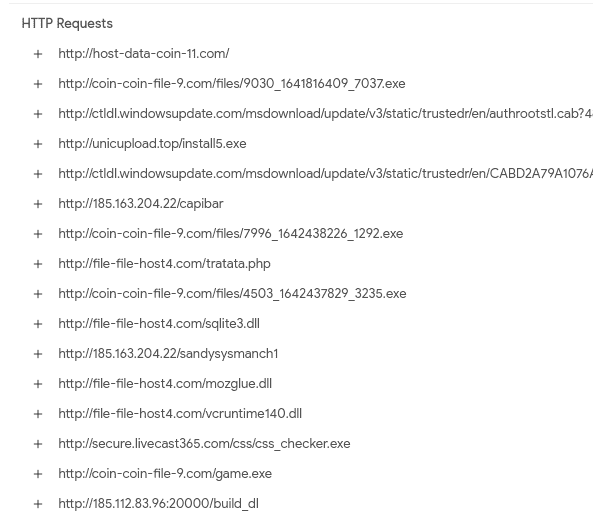 HTTP Requests
+ http://host-data-coin-11.com/
+ http://coin-coin-file-9.com/files/9030_1641816409_7037.exe
+ http://ctldl.windowsupdate.com/msdownload/update/v3/static/trustedr/en/authrootstl.cab?4
+ http://unicupload.top/install5.exe
+ http://ctldl.windowsupdate.com/msdownload/update/v3/static/trustedr/en/CABD2A79A1076A
+ http://185.163.204.22/capibar
+ http://coin-coin-file-9.com/files/7996_1642438226_1292.exe
+ http://file-file-host4.com/tratata.php
+ http://coin-coin-file-9.com/files/4503_1642437829_3235.exe
+ http://file-file-host4.com/sqlite3.dll
+ http://185.163.204.22/sandysysmanch1
+ http://file-file-host4.com/mozglue.dll
+ http://file-file-host4.com/vcruntime140.dll
+ http://secure.livecast365.com/css/css_checker.exe
+ http://coin-coin-file-9.com/game.exe
+ http://185.112.83.96:20000/build_dl